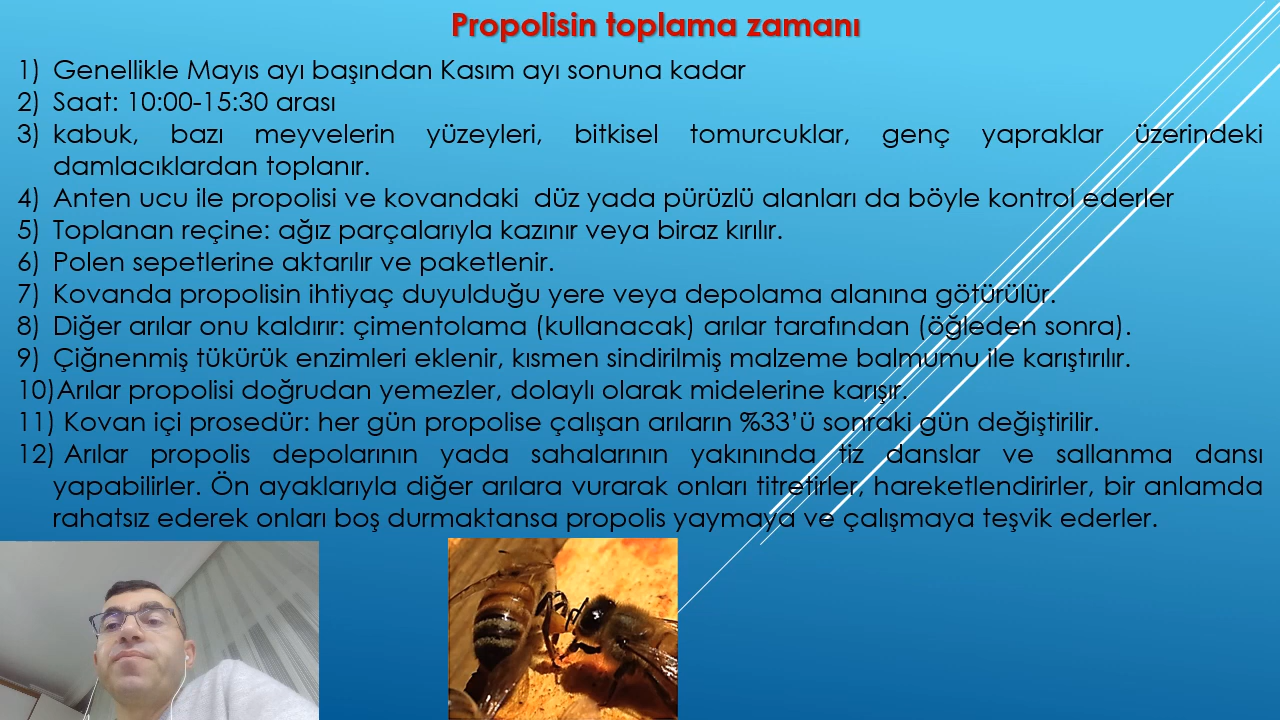 Propolisin toplama zamanı
1) Genellikle Mayıs ayı başından Kasım ayı sonuna kadar
2) Saat: 10:00-15:30 arası
3) kabuk, bazı meyvelerin yüzeyleri, bitkisel tomurcuklar, genç yapraklar üzerindeki
damlacıklardan toplanır.
4) Anten ucu ile propolisi ve kovandaki düz yada pürüzlü alanları da böyle kontrol ederler
5) Toplanan reçine: ağız parçalarıyla kazınır veya biraz kırılır.
6) Polen sepetlerine aktarılır ve paketlenir.
7) Kovanda propolisin ihtiyaç duyulduğu yere veya depolama alanına götürülür.
8) Diğer arılar onu kaldırır: çimentolama (kullanacak) arılar tarafından (öğleden sonra).
9) Çiğnenmiş tükürük enzimleri eklenir, kısmen sindirilmiş malzeme balmumu ile karıştırılır.
10)Arılar propolisi doğrudan yemezler, dolaylı olarak midelerine karışır.
11) Kovan içi prosedür: her gün propolise çalışan arıların %33’ü sonraki gün değiştirilir.
12) Arılar propolis depolarının yada sahalarının yakınında tiz danslar ve sallanma dansı
yapabilirler. Ön ayaklarıyla diğer arılara vurarak onları titretirler, hareketlendirirler, bir anlamda
rahatsız ederek onları boş durmaktansa propolis yaymaya ve çalışmaya teşvik ederler.